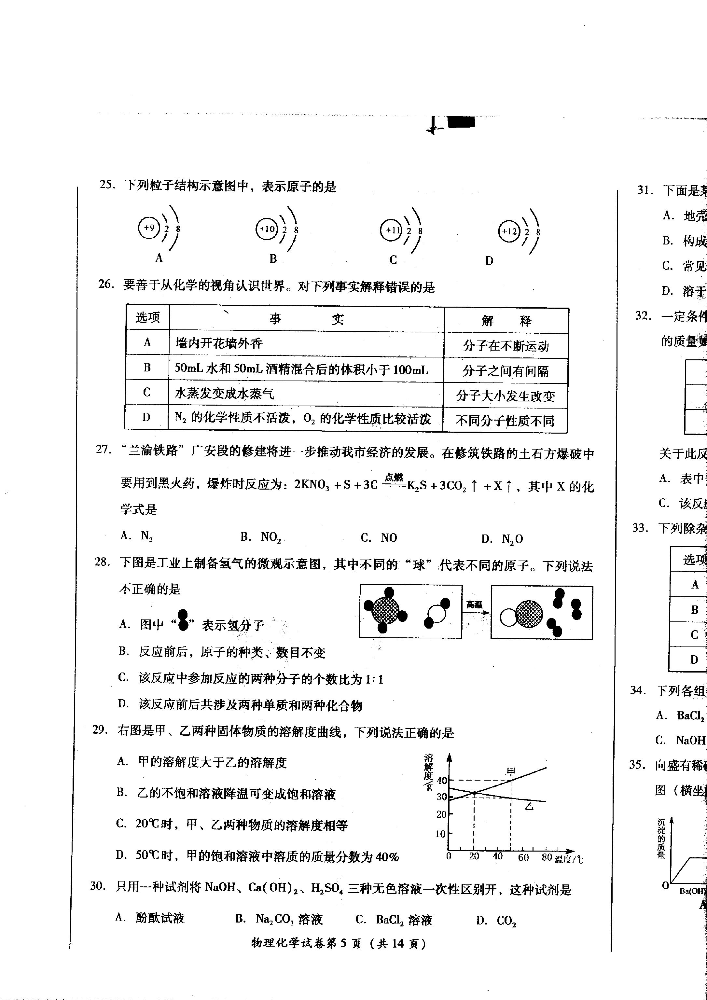 25. 下列粒子结构示意图中，表示原子的是
+9 2 8
+10 2 8
+11 2 8
+12 2 8
A B C D
26. 要善于从化学的视角认识世界。对下列事实解释错误的是
选项 事 实 解 释
A 墙内开花墙外香 分子在不断运动
B 50mL 水和 50mL 酒精混合后的体积小于 100mL 分子之间有间隔
C 水蒸发变成水蒸气 分子大小发生改变
D N₂ 的化学性质不活泼，O₂ 的化学性质比较活泼 不同分子性质不同
27. “兰渝铁路”广安段的修建将进一步推动我市经济的发展。在修筑铁路的土石方爆破中
要用到黑火药，爆炸时反应为：2KNO₃ + S + 3C 点燃 K₂S + 3CO₂ ↑ + X ↑，其中 X 的化
学式是
A. N₂ B. NO₂ C. NO D. N₂O
28. 下图是工业上制备氢气的微观示意图，其中不同的“球”代表不同的原子。下列说法
不正确的是
高温
A. 图中“ ”表示氢分子
B. 反应前后，原子的种类、数目不变
C. 该反应中参加反应的两种分子的个数比为 1∶1
D. 该反应前后共涉及两种单质和两种化合物
29. 右图是甲、乙两种固体物质的溶解度曲线，下列说法正确的是
A. 甲的溶解度大于乙的溶解度
B. 乙的不饱和溶液降温可变成饱和溶液
C. 20℃时，甲、乙两种物质的溶解度相等
D. 50℃时，甲的饱和溶液中溶质的质量分数为 40%
溶解度/g
40
30
20
10
甲
乙
0 20 40 60 80 温度/℃
30. 只用一种试剂将 NaOH、Ca(OH)₂、H₂SO₄ 三种无色溶液一次性区别开，这种试剂是
A. 酚酞试液 B. Na₂CO₃ 溶液 C. BaCl₂ 溶液 D. CO₂
物理化学试卷第 5 页（共 14 页）
31. 下面是
A. 地壳
B. 构成
C. 常见
D. 溶于
32. 一定条件
的质量
关于此反
A. 表中
C. 该反
33. 下列除杂
选项
A
B
C
D
34. 下列各组
A. BaCl₂
C. NaOH
35. 向盛有稀
图（横坐
沉淀的质量
O
Ba(OH)
A